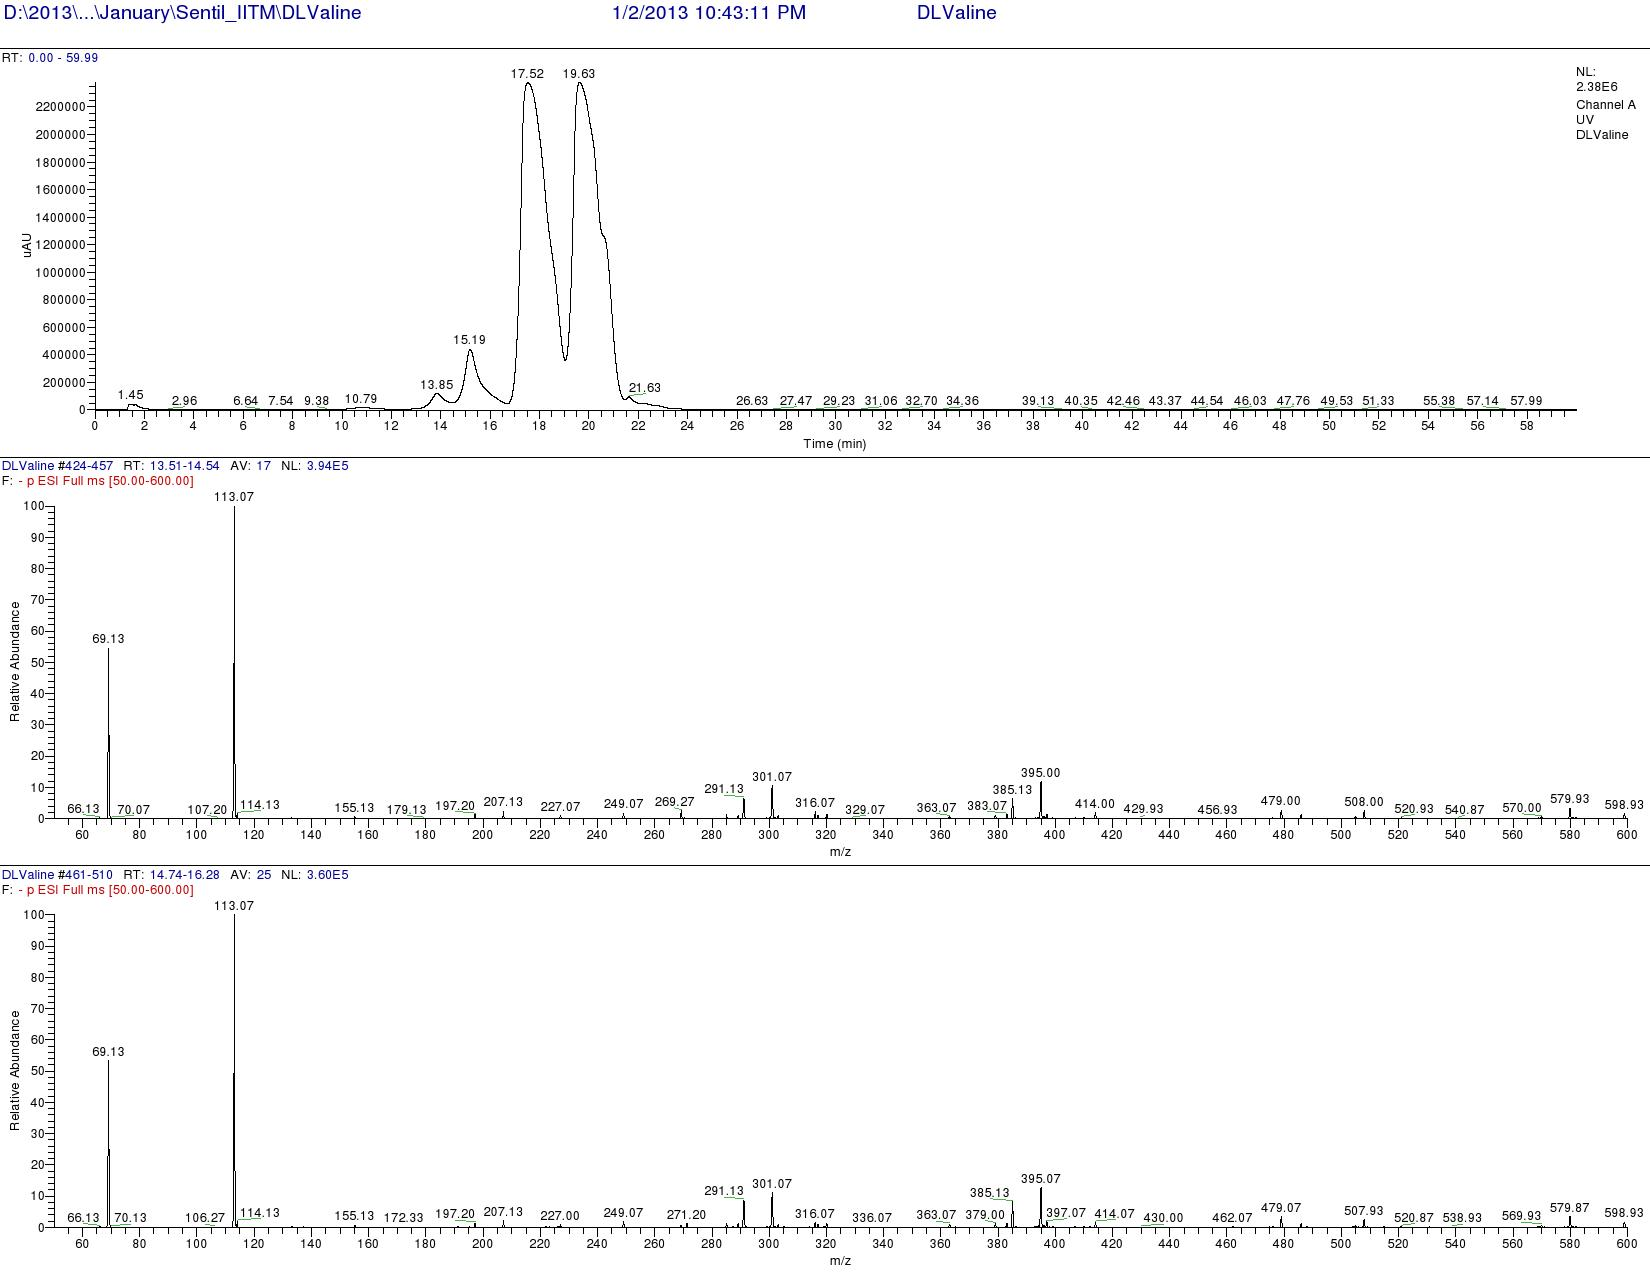 D:\2013\...\January\Sentil_IITM\DLValine 1/2/2013 10:43:11 PM DLValine
RT: 0.00 - 59.99
17.52 19.63
NL:
2.38E6
Channel A
UV
DLValine
2200000
2000000
1800000
1600000
1400000
1200000
1000000
800000
600000
400000
200000
0
uAU
15.19
13.85
21.63
1.45 2.96 6.64 7.54 9.38 10.79 26.63 27.47 29.23 31.06 32.70 34.36 39.13 40.35 42.46 43.37 44.54 46.03 47.76 49.53 51.33 55.38 57.14 57.99
0 2 4 6 8 10 12 14 16 18 20 22 24 26 28 30 32 34 36 38 40 42 44 46 48 50 52 54 56 58
Time (min)
DLValine #424-457 RT: 13.51-14.54 AV: 17 NL: 3.94E5
F: - p ESI Full ms [50.00-600.00]
113.07
100
90
80
70
60
50
40
30
20
10
0
Relative Abundance
69.13
66.13 70.07 107.20 114.13 155.13 179.13 197.20 207.13 227.07 249.07 269.27 291.13 301.07 316.07 329.07 363.07 383.07 385.13 395.00 414.00 429.93 456.93 479.00 508.00 520.93 540.87 570.00 579.93 598.93
60 80 100 120 140 160 180 200 220 240 260 280 300 320 340 360 380 400 420 440 460 480 500 520 540 560 580 600
m/z
DLValine #461-510 RT: 14.74-16.28 AV: 25 NL: 3.60E5
F: - p ESI Full ms [50.00-600.00]
113.07
100
90
80
70
60
50
40
30
20
10
0
Relative Abundance
69.13
66.13 70.13 106.27 114.13 155.13 172.33 197.20 207.13 227.00 249.07 271.20 291.13 301.07 316.07 336.07 363.07 379.00 385.13 395.07 397.07 414.07 430.00 462.07 479.07 507.93 520.87 538.93 569.93 579.87 598.93
60 80 100 120 140 160 180 200 220 240 260 280 300 320 340 360 380 400 420 440 460 480 500 520 540 560 580 600
m/z